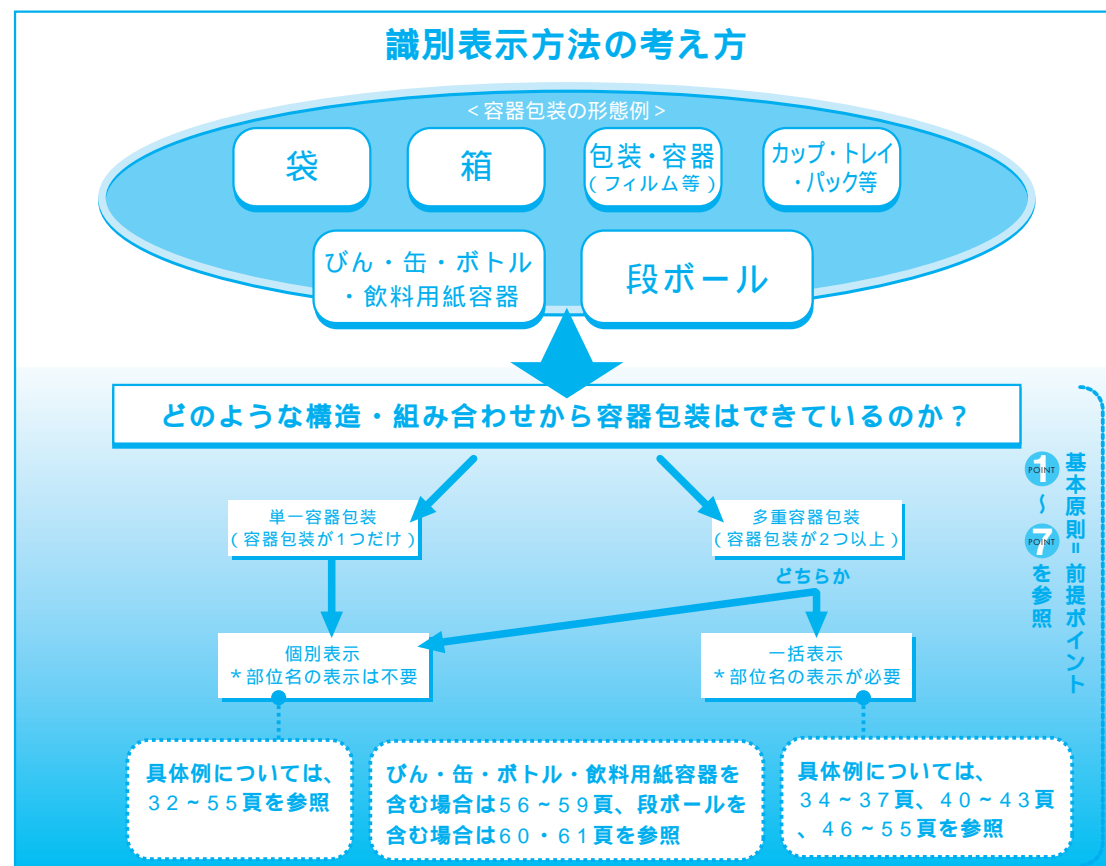 識別表示方法の考え方
<容器包装の形態例>
袋
箱
包装・容器
(フィルム等)
カップ・トレイ
・パック等
びん・缶・ボトル
・飲料用紙容器
段ボール
どのような構造・組み合わせから容器包装はできているのか?
単一容器包装
(容器包装が1つだけ)
多重容器包装
(容器包装が2つ以上)
どちらか
個別表示
*部位名の表示は不要
一括表示
*部位名の表示が必要
基本原則=前提ポイント
POINT 1 ~ POINT 7 を参照
具体例については、
32~55頁を参照
びん・缶・ボトル・飲料用紙容器を
含む場合は56~59頁、段ボールを
含む場合は60・61頁を参照
具体例については、
34~37頁、40~43頁
、46~55頁を参照